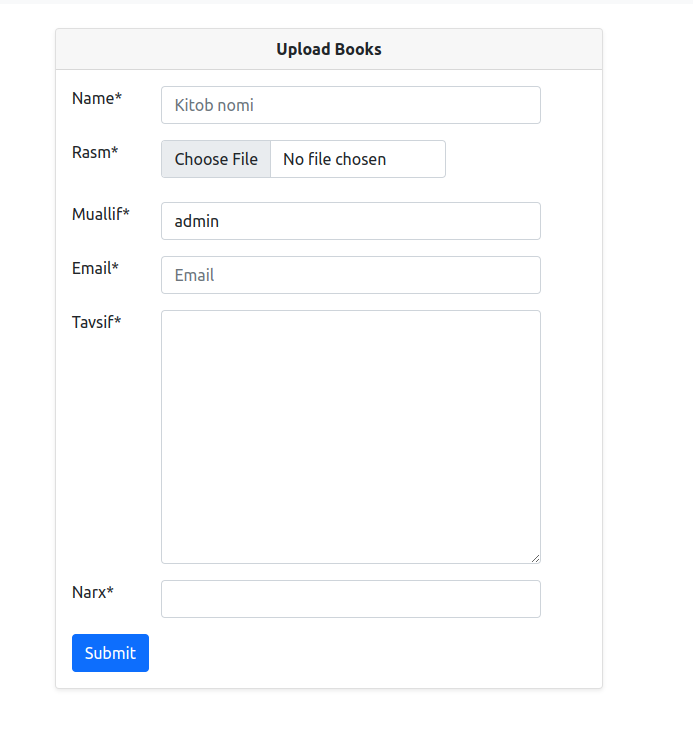 Upload Books
Name* Kitob nomi
Rasm* Choose File No file chosen
Muallif* admin
Email* Email
Tavsif*
Narx*
Submit